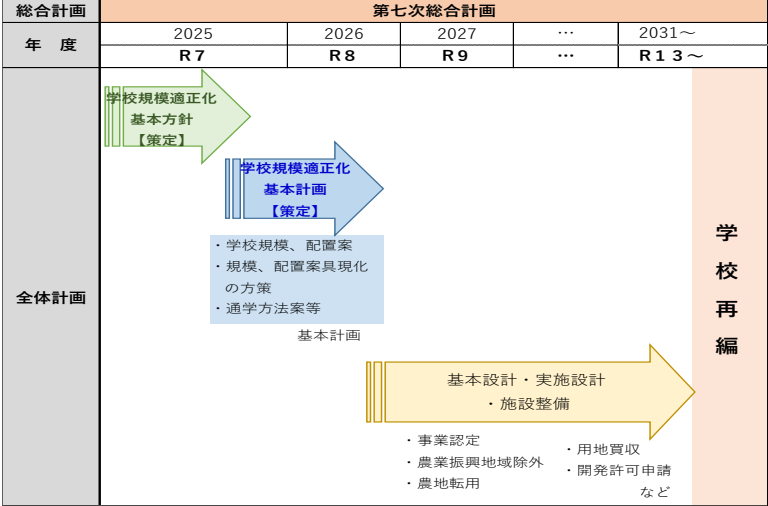 総合計画
第七次総合計画
年　度
2025
2026
2027
…
2031～
R７
R８
R９
…
R１３～
学校規模適正化
基本方針
【策定】
学校規模適正化
基本計画
【策定】
・学校規模、配置案
・規模、配置案具現化
の方策
・通学方法案等
基本計画
全体計画
学校再編
基本設計・実施設計
・施設整備
・事業認定
・農業振興地域除外
・農地転用
・用地買収
・開発許可申請
など